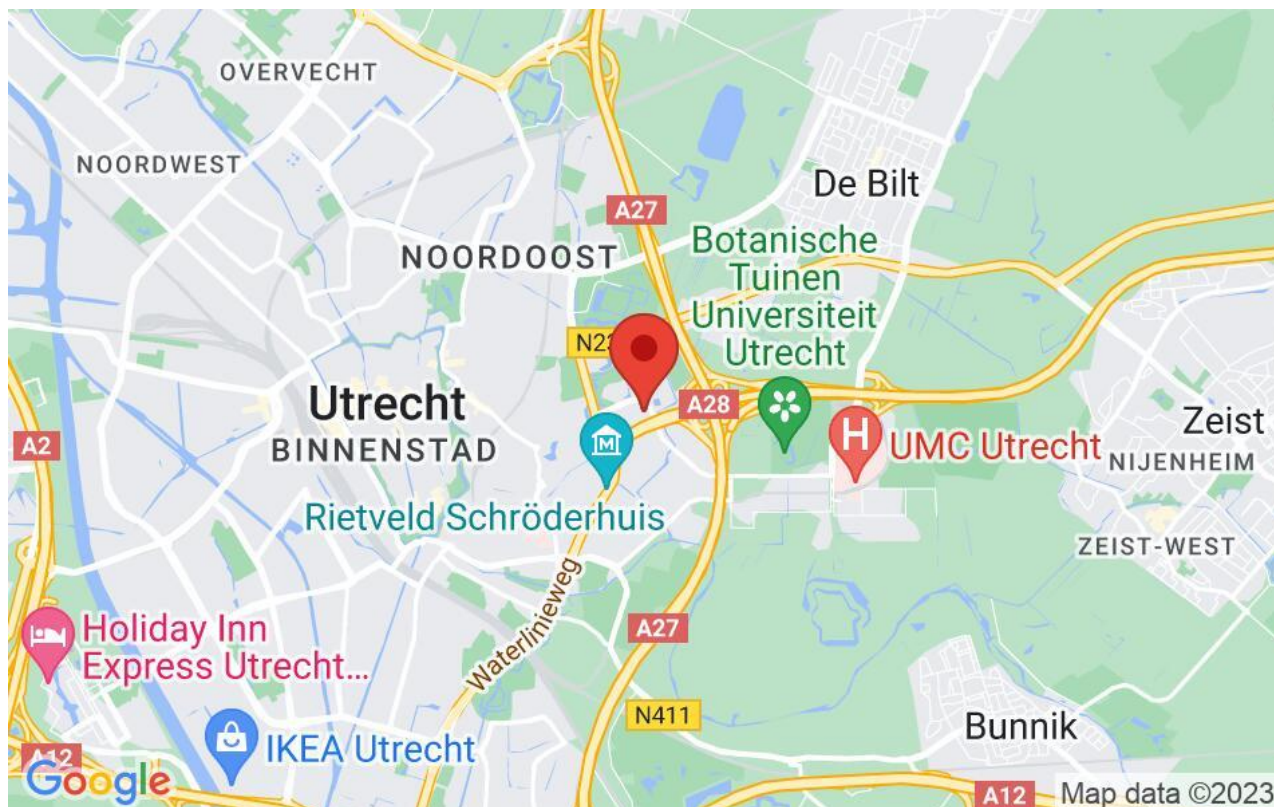 OVERVECHT
NOORDWEST
De Bilt
A27
NOORDOOST
Botanische
Tuinen
Universiteit
Utrecht
Utrecht
BINNENSTAD
A28
A2
Zeist
NIJENHEIM
UMC Utrecht
H
M
Rietveld Schröderhuis
ZEIST-WEST
Waterlinieweg
A27
Holiday Inn
Express Utrecht...
N411
Bunnik
IKEA Utrecht
A12
Google
A12
Map data ©2023